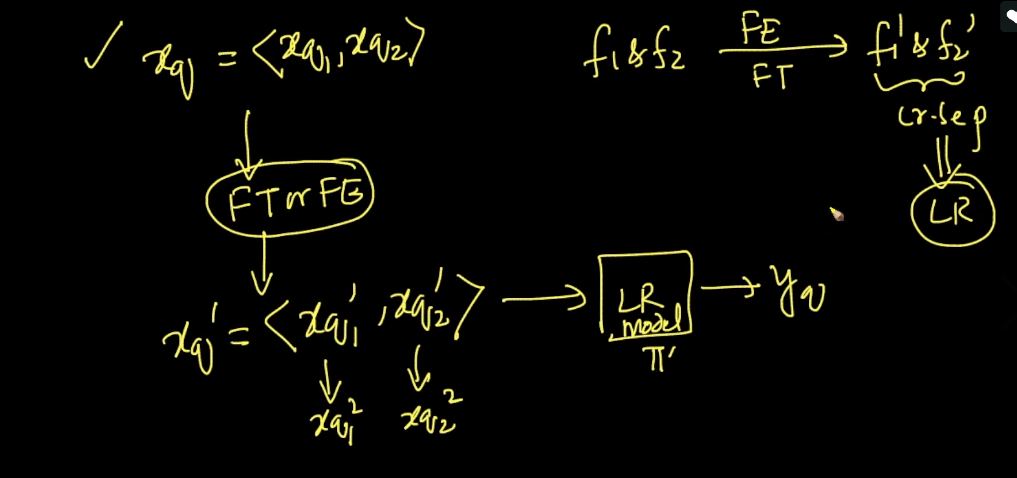 ✓ xq = <xq1, xq2>
f1 & f2 FE FT → f1' & f2'
lr-sep
LR
FT or FE
xq' = <xq1', xq2'> → LR model → yq
π'
xq1² xq2²